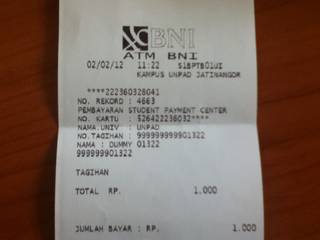 BNI
ATM BNI
02/02/12 11:22 S1BPTB01UI
KAMPUS UNPAD JATINANGOR
****222360328041
NO. REKORD : 4663
PEMBAYARAN STUDENT PAYMENT CENTER
NO. KARTU : 526422236032****
NAMA.UNIV : UNPAD
NO.TAGIHAN : 999999999901322
NAMA : DUMMY 01322
999999901322
TAGIHAN
TOTAL RP. 1.000
JUMLAH BAYAR : RP. 1.000